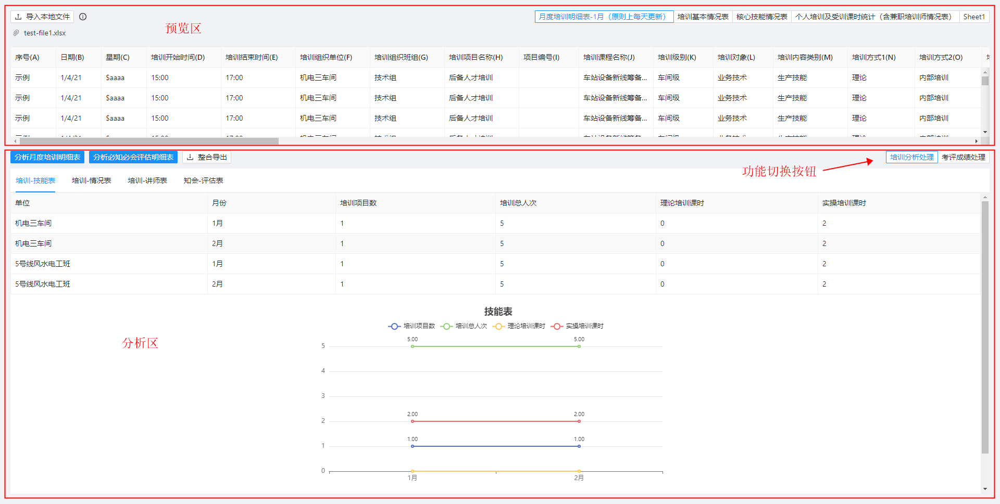 导入本地文件
预览区
月度培训明细表-1月（原则上每天更新） 培训基本情况表 核心技能情况表 个人培训及受训课时统计（含兼职培训师情况表） Sheet1
test-file1.xlsx
序号(A) 日期(B) 星期(C) 培训开始时间(D) 培训结束时间(E) 培训组织单位(F) 培训组织班组(G) 培训项目名称(H) 项目编号(I) 培训课程名称(J) 培训级别(K) 培训对象(L) 培训内容类别(M) 培训方式1(N) 培训方式2(O)
示例 1/4/21 $aaaa 15:00 17:00 机电三车间 技术组 后备人才培训 车站设备新线筹备... 车间级 业务技术 生产技能 理论 内部培训
示例 1/4/21 $aaaa 15:00 17:00 机电三车间 技术组 后备人才培训 车站设备新线筹备... 车间级 业务技术 生产技能 理论 内部培训
示例 1/4/21 $aaaa 15:00 17:00 机电三车间 技术组 后备人才培训 车站设备新线筹备... 车间级 业务技术 生产技能 理论 内部培训
分析月度培训明细表 分析必知必会评估明细表 整合导出 培训分析处理 考评成绩处理
功能切换按钮
培训-技能表 培训-情况表 培训-讲师表 知会-评估表
单位 月份 培训项目数 培训总人次 理论培训课时 实操培训课时
机电三车间 1月 1 5 0 2
机电三车间 2月 1 5 0 2
5号线风水电工班 1月 1 5 0 2
5号线风水电工班 2月 1 5 0 2
技能表
培训项目数 培训总人次 理论培训课时 实操培训课时
分析区
5.00 5.00
5
4
3
2.00 2.00
2
1.00 1.00
1
0
1月 2月